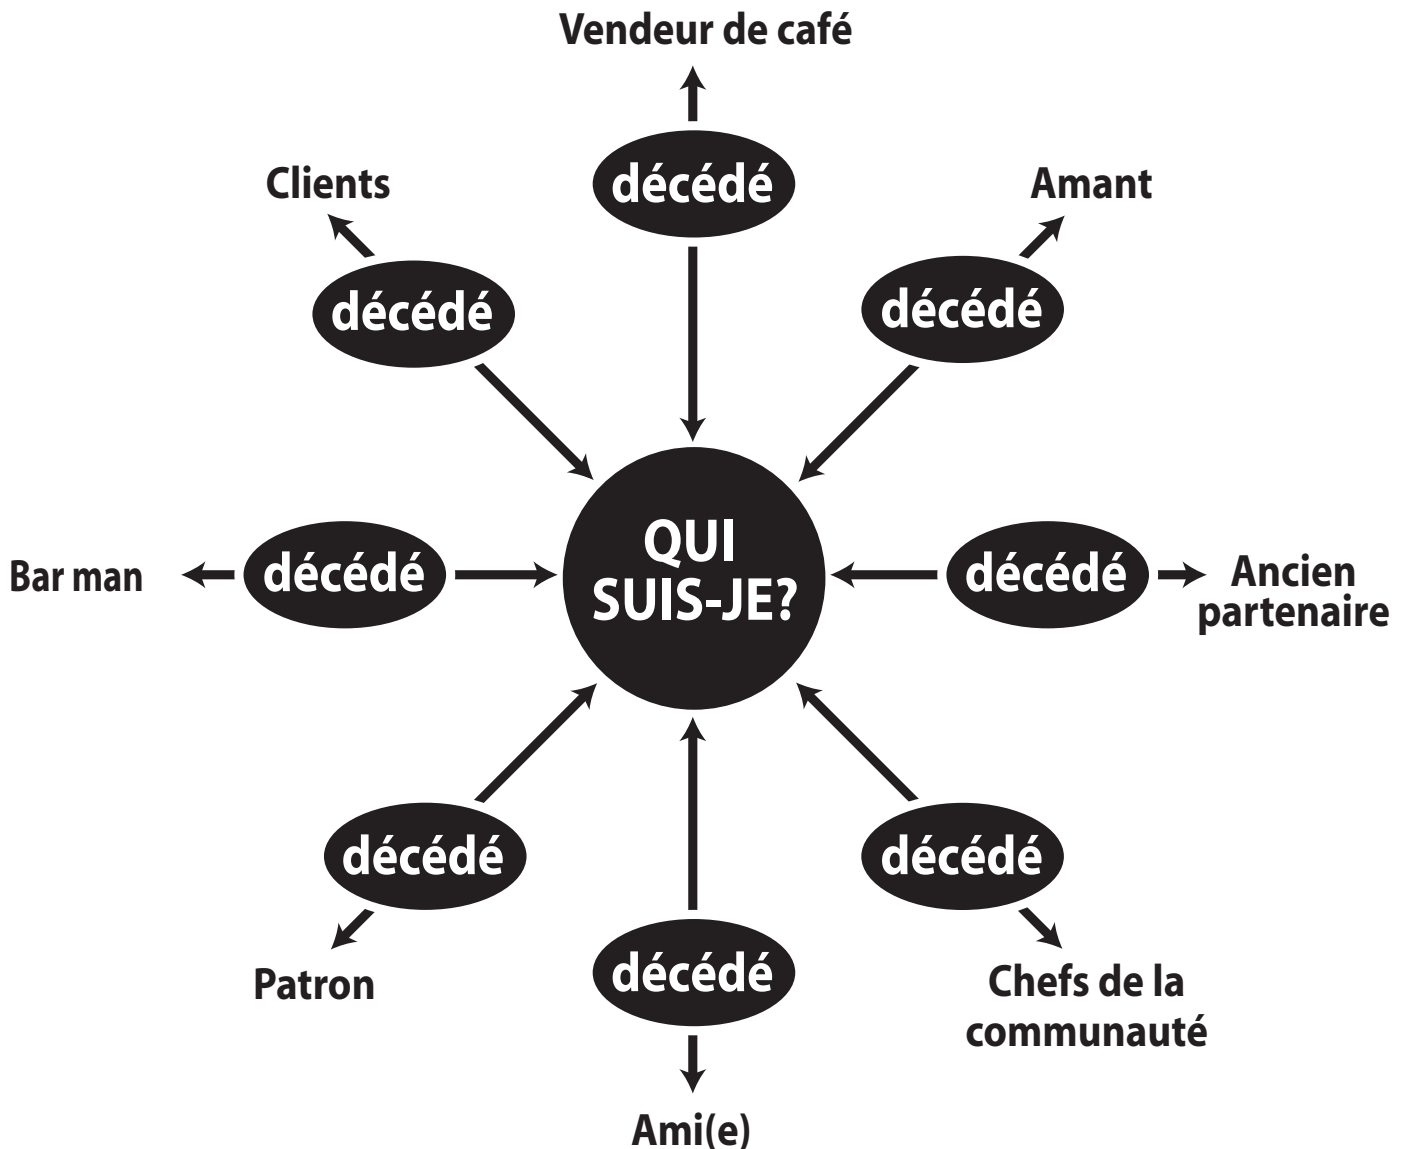 Vendeur de café
Clients
décédé
Amant
décédé
décédé
QUI
SUIS-JE?
Bar man
décédé
décédé
Ancien
partenaire
décédé
décédé
Patron
décédé
Chefs de la
communauté
Ami(e)